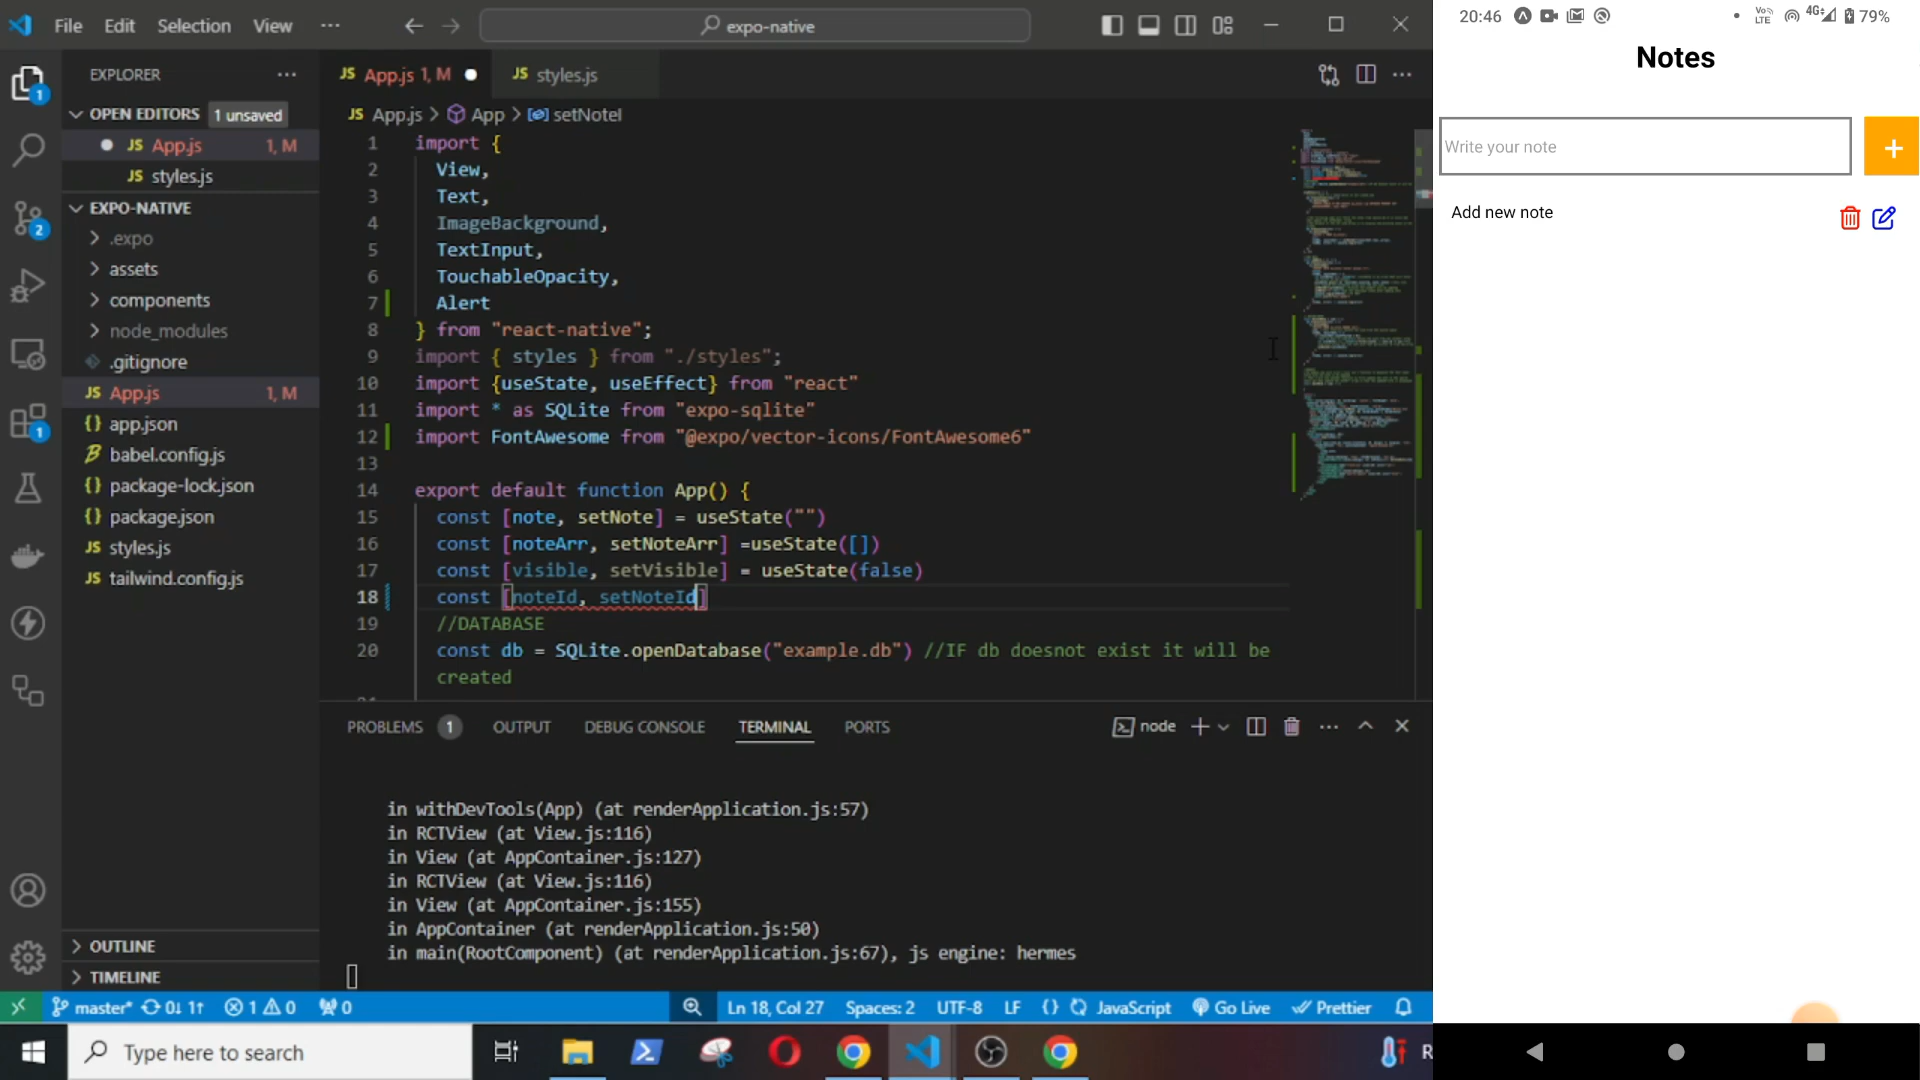 File Edit Selection View ···
expo-native
20:46
Vo))
LTE
4G
79%
Notes
Write your note
+
Add new note
EXPLORER ···
OPEN EDITORS 1 unsaved
JS App.js 1, M
JS styles.js
EXPO-NATIVE
.expo
assets
components
node_modules
.gitignore
JS App.js 1, M
{} app.json
babel.config.js
{} package-lock.json
{} package.json
JS styles.js
JS tailwind.config.js
OUTLINE
TIMELINE
JS App.js 1, M
JS styles.js
JS App.js > App > setNoteI
1 import {
2 View,
3 Text,
4 ImageBackground,
5 TextInput,
6 TouchableOpacity,
7 Alert
8 } from "react-native";
9 import { styles } from "./styles";
10 import {useState, useEffect} from "react"
11 import * as SQLite from "expo-sqlite"
12 import FontAwesome from "@expo/vector-icons/FontAwesome6"
13
14 export default function App() {
15 const [note, setNote] = useState("")
16 const [noteArr, setNoteArr] =useState([])
17 const [visible, setVisible] = useState(false)
18 const [noteId, setNoteId]
19 //DATABASE
20 const db = SQLite.openDatabase("example.db") //IF db doesnot exist it will be
created
PROBLEMS 1 OUTPUT DEBUG CONSOLE TERMINAL PORTS
node
in withDevTools(App) (at renderApplication.js:57)
in RCTView (at View.js:116)
in View (at AppContainer.js:127)
in RCTView (at View.js:116)
in View (at AppContainer.js:155)
in AppContainer (at renderApplication.js:50)
in main(RootComponent) (at renderApplication.js:67), js engine: hermes
master* 0↓ 1↑ 1 0 0
Ln 18, Col 27 Spaces: 2 UTF-8 LF {} JavaScript Go Live Prettier
Type here to search
R